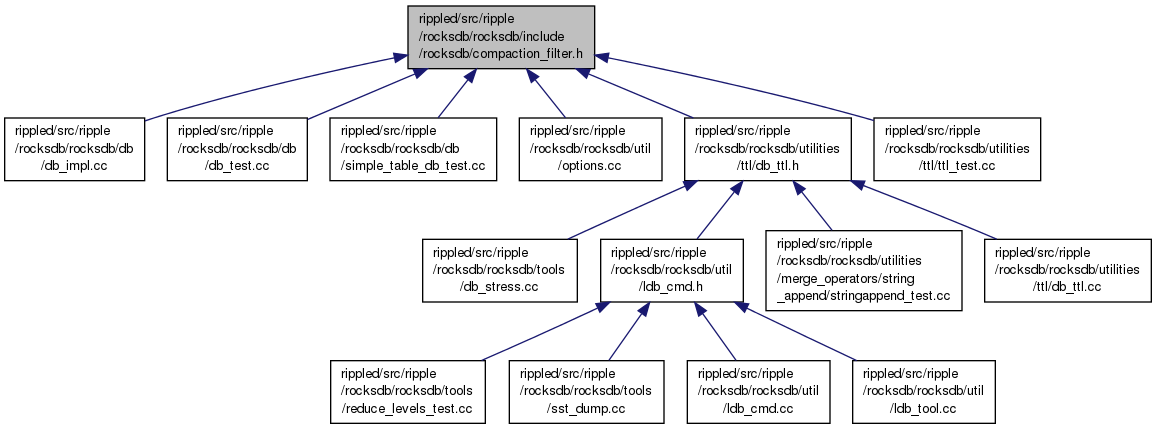 rippled/src/ripple
/rocksdb/rocksdb/include
/rocksdb/compaction_filter.h
rippled/src/ripple
/rocksdb/rocksdb/db
/db_impl.cc
rippled/src/ripple
/rocksdb/rocksdb/db
/db_test.cc
rippled/src/ripple
/rocksdb/rocksdb/db
/simple_table_db_test.cc
rippled/src/ripple
/rocksdb/rocksdb/util
/options.cc
rippled/src/ripple
/rocksdb/rocksdb/utilities
/ttl/db_ttl.h
rippled/src/ripple
/rocksdb/rocksdb/utilities
/ttl/ttl_test.cc
rippled/src/ripple
/rocksdb/rocksdb/tools
/db_stress.cc
rippled/src/ripple
/rocksdb/rocksdb/util
/ldb_cmd.h
rippled/src/ripple
/rocksdb/rocksdb/utilities
/merge_operators/string
_append/stringappend_test.cc
rippled/src/ripple
/rocksdb/rocksdb/utilities
/ttl/db_ttl.cc
rippled/src/ripple
/rocksdb/rocksdb/tools
/reduce_levels_test.cc
rippled/src/ripple
/rocksdb/rocksdb/tools
/sst_dump.cc
rippled/src/ripple
/rocksdb/rocksdb/util
/ldb_cmd.cc
rippled/src/ripple
/rocksdb/rocksdb/util
/ldb_tool.cc